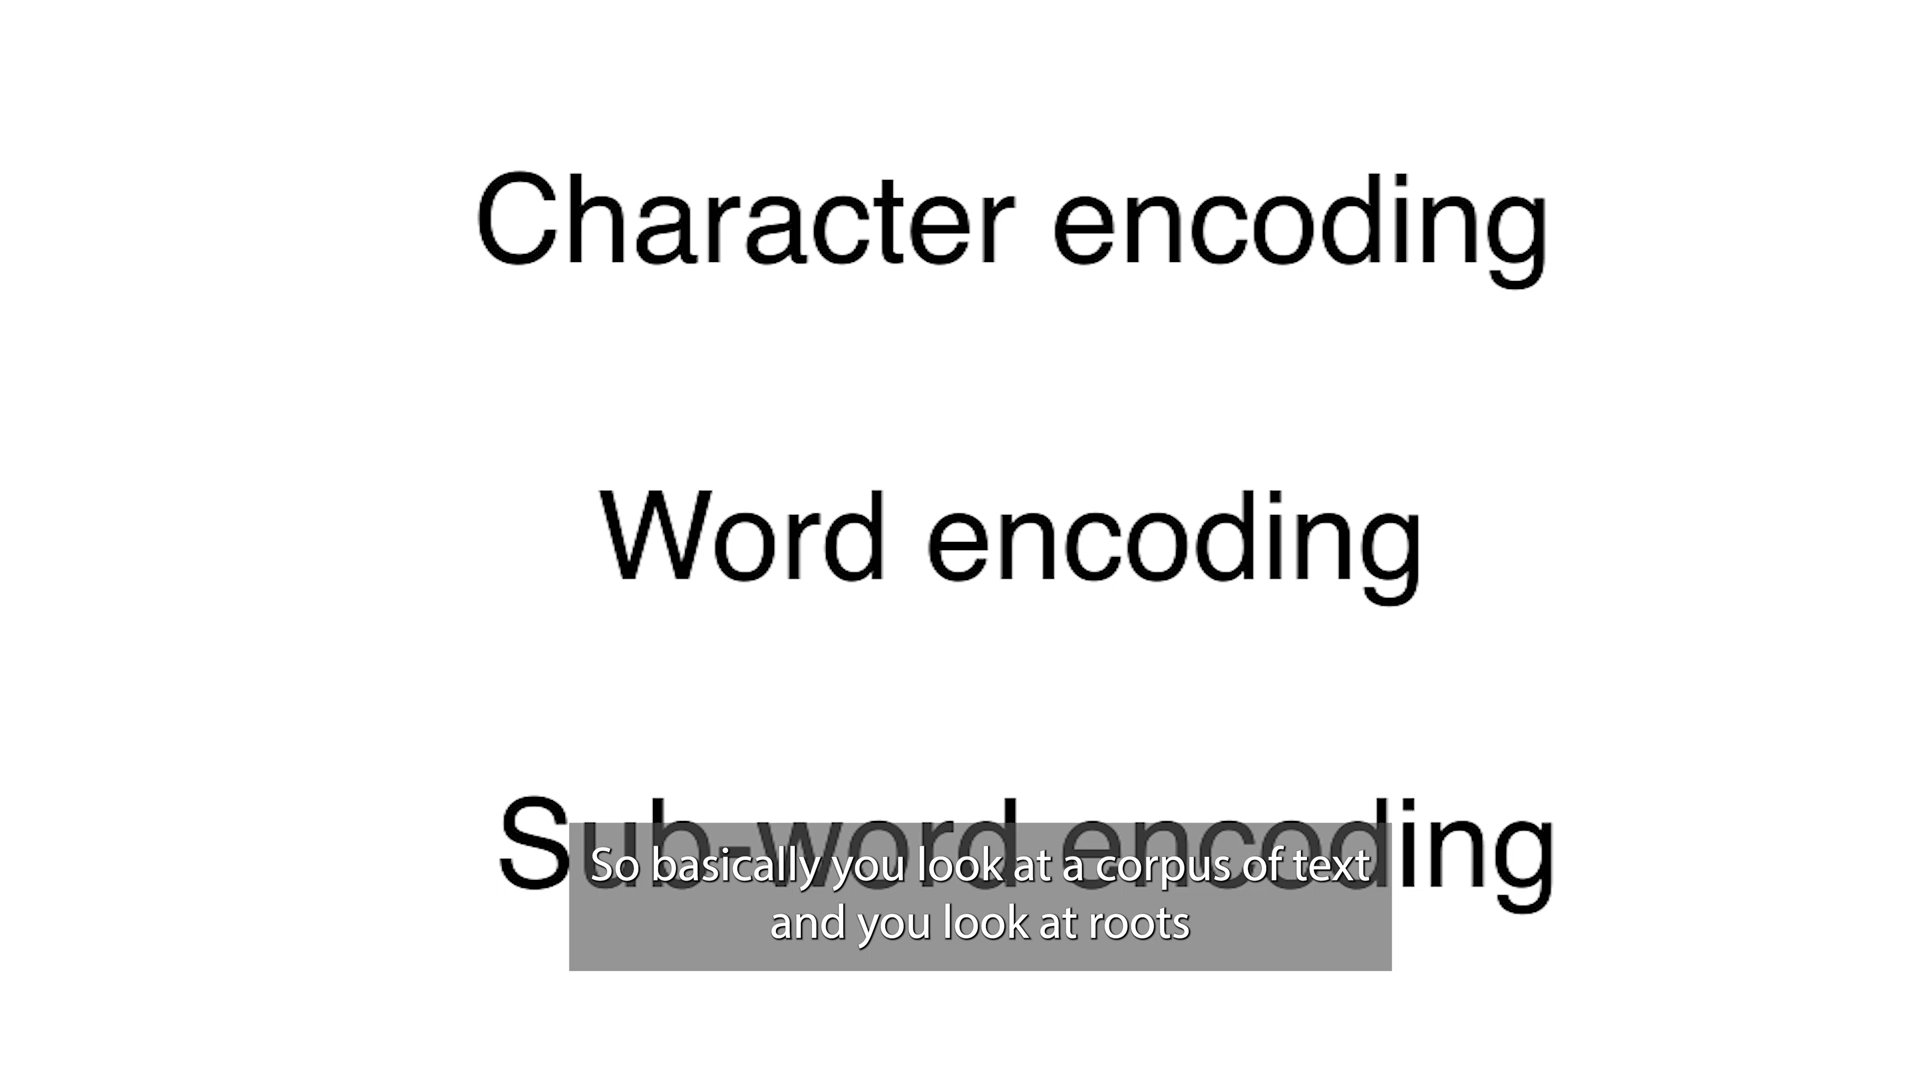 Character encoding
Word encoding
Sub-word encoding
So basically you look at a corpus of text
and you look at roots